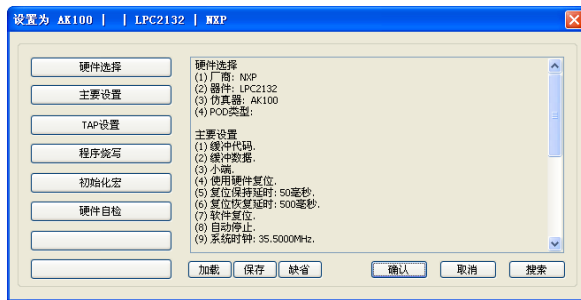 设置为 AK100 | | LPC2132 | NXP
硬件选择
主要设置
TAP设置
程序烧写
初始化宏
硬件自检
硬件选择
(1) 厂商: NXP
(2) 器件: LPC2132
(3) 仿真器: AK100
(4) POD类型:
主要设置
(1) 缓冲代码.
(2) 缓冲数据.
(3) 小端.
(4) 使用硬件复位.
(5) 复位保持延时: 50毫秒.
(6) 复位恢复延时: 500毫秒.
(7) 软件复位.
(8) 自动停止.
(9) 系统时钟: 35.5000MHz.
加载 保存 缺省 确认 取消 搜索